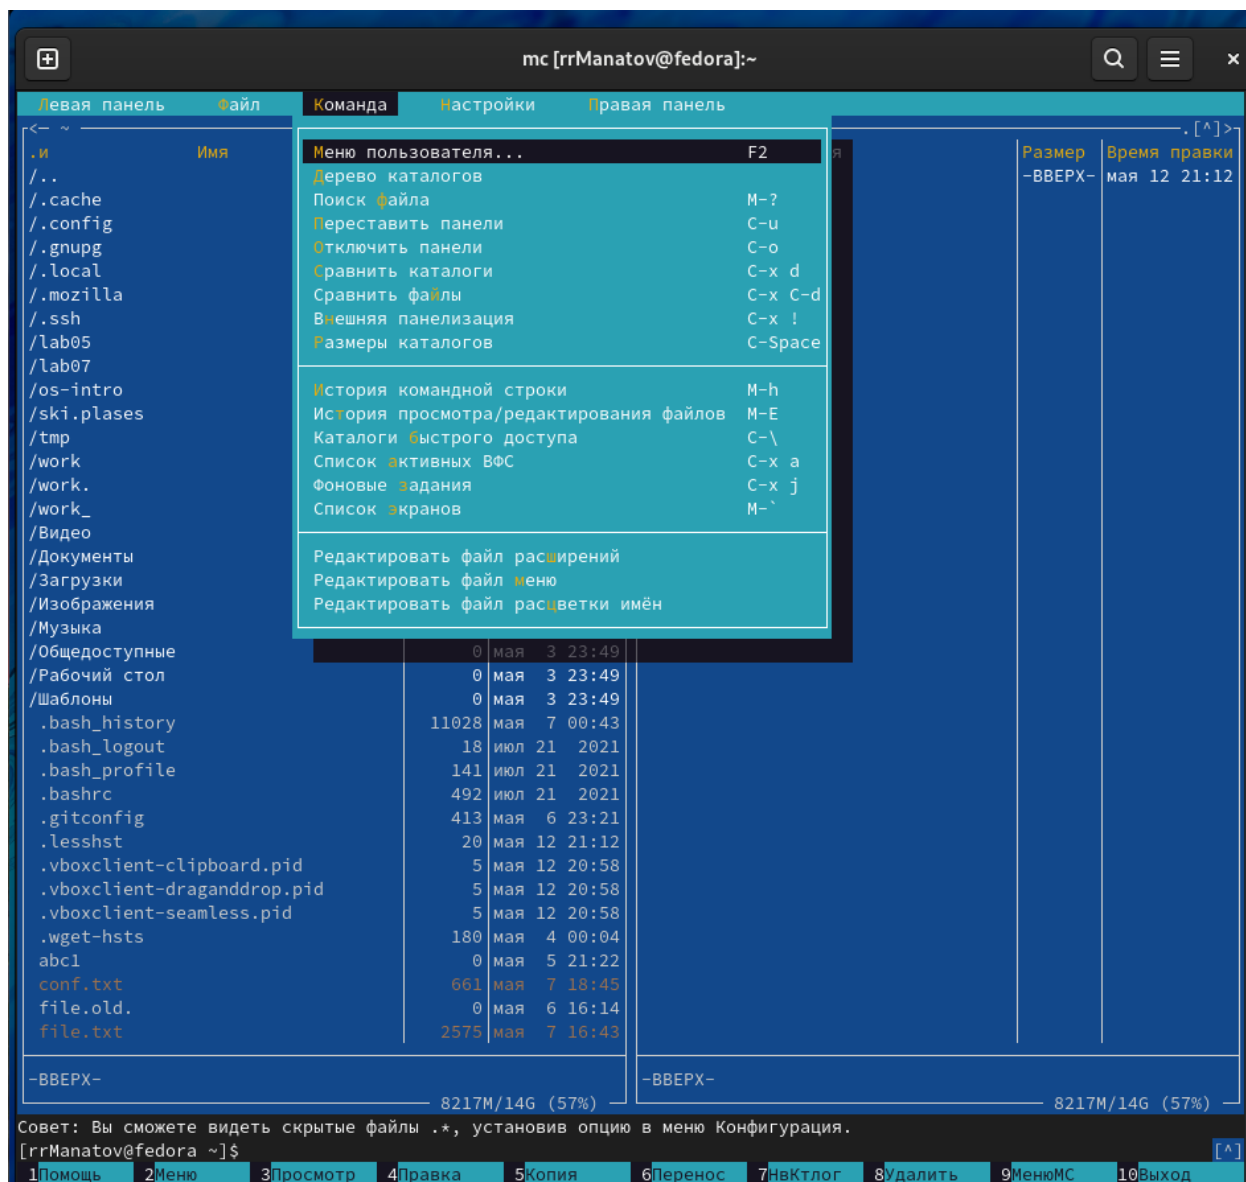 mc [rrManatov@fedora]:~
Левая панель Файл Команда Настройки Правая панель
<— ~ .[^]>
.и Имя Размер Время правки
Меню пользователя... F2
/.. -ВВЕРХ- мая 12 21:12
Дерево каталогов
/.cache Поиск файла M-?
/.config Переставить панели C-u
/.gnupg Отключить панели C-o
/.local Сравнить каталоги C-x d
/.mozilla Сравнить файлы C-x C-d
/.ssh Внешняя панелизация C-x !
/lab05 Размеры каталогов C-Space
/lab07
/os-intro История командной строки M-h
/ski.plases История просмотра/редактирования файлов M-E
/tmp Каталоги быстрого доступа C-\
/work Список активных ВФС C-x a
/work. Фоновые задания C-x j
/work_ Список экранов M-`
/Видео
/Документы Редактировать файл расширений
/Загрузки Редактировать файл меню
/Изображения Редактировать файл расцветки имён
/Музыка
/Общедоступные 0 мая 3 23:49
/Рабочий стол 0 мая 3 23:49
/Шаблоны 0 мая 3 23:49
.bash_history 11028 мая 7 00:43
.bash_logout 18 июл 21 2021
.bash_profile 141 июл 21 2021
.bashrc 492 июл 21 2021
.gitconfig 413 мая 6 23:21
.lesshst 20 мая 12 21:12
.vboxclient-clipboard.pid 5 мая 12 20:58
.vboxclient-draganddrop.pid 5 мая 12 20:58
.vboxclient-seamless.pid 5 мая 12 20:58
.wget-hsts 180 мая 4 00:04
abc1 0 мая 5 21:22
conf.txt 661 мая 7 18:45
file.old. 0 мая 6 16:14
file.txt 2575 мая 7 16:43
-ВВЕРХ- -ВВЕРХ-
8217M/14G (57%) 8217M/14G (57%)
Совет: Вы сможете видеть скрытые файлы .*, установив опцию в меню Конфигурация.
[rrManatov@fedora ~]$ [^]
1Помощь 2Меню 3Просмотр 4Правка 5Копия 6Перенос 7НвКтлог 8Удалить 9МенюMC 10Выход